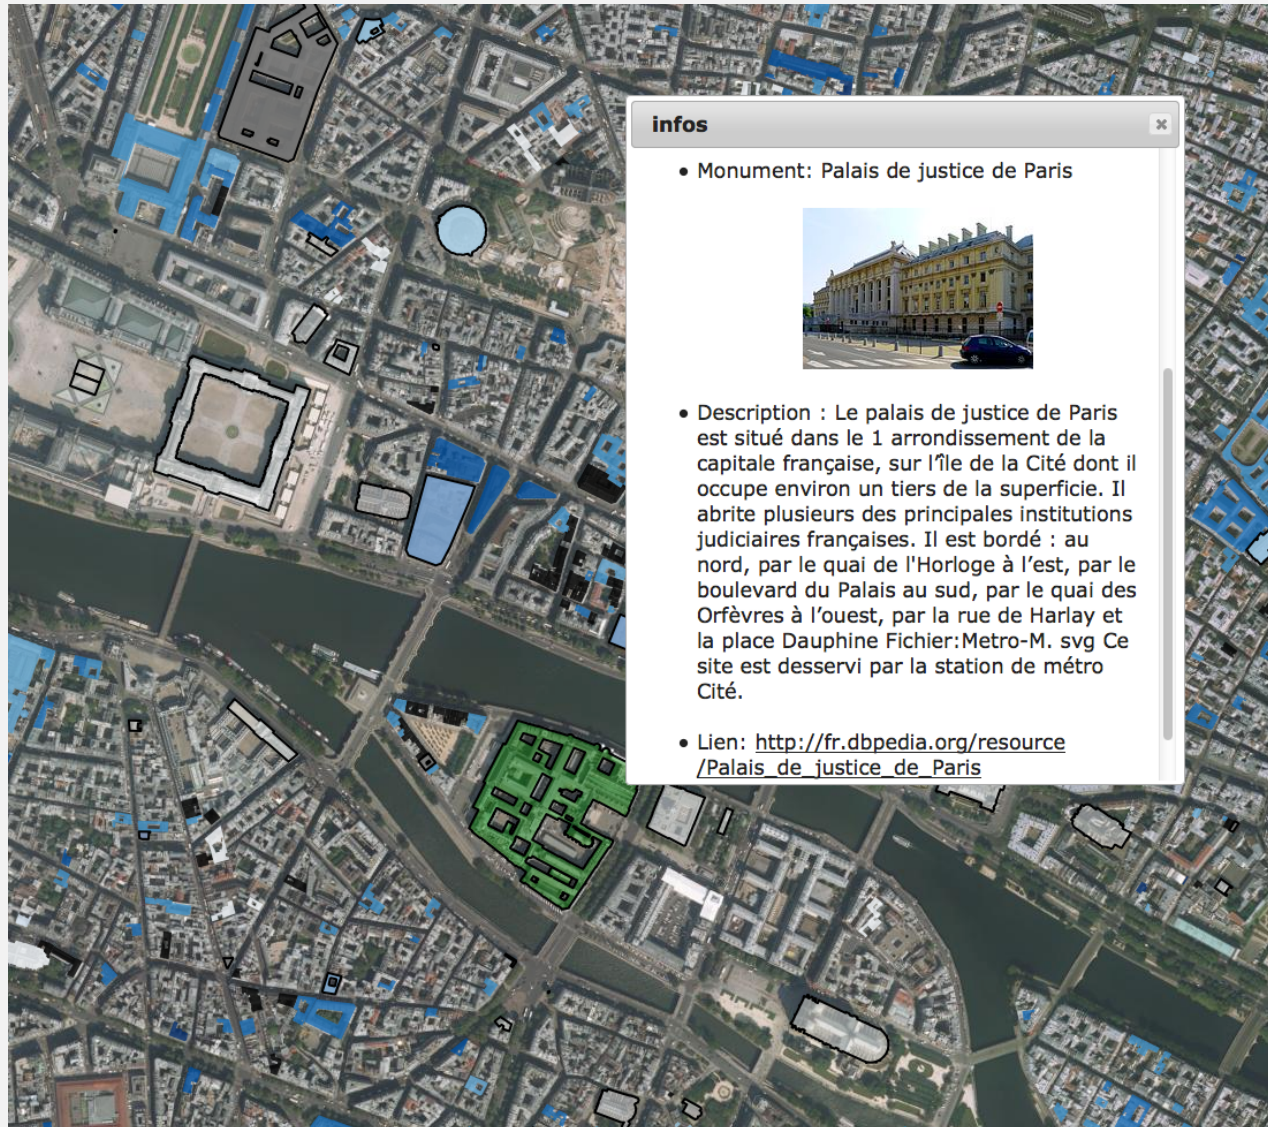 infos
• Monument: Palais de justice de Paris
• Description : Le palais de justice de Paris
est situé dans le 1 arrondissement de la
capitale française, sur l’île de la Cité dont il
occupe environ un tiers de la superficie. Il
abrite plusieurs des principales institutions
judiciaires françaises. Il est bordé : au
nord, par le quai de l'Horloge à l’est, par le
boulevard du Palais au sud, par le quai des
Orfèvres à l’ouest, par la rue de Harlay et
la place Dauphine Fichier:Metro-M. svg Ce
site est desservi par la station de métro
Cité.
• Lien: http://fr.dbpedia.org/resource
/Palais_de_justice_de_Paris